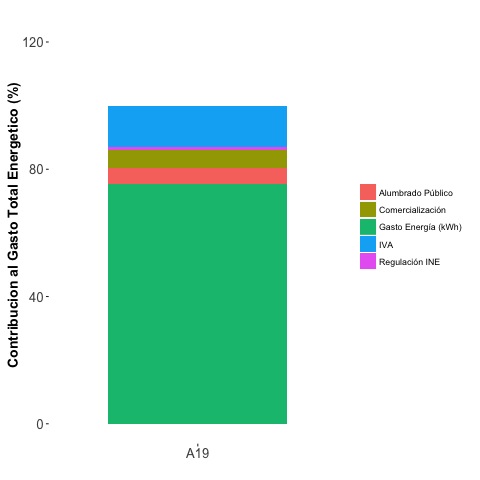 120
80
40
0
Contribucion al Gasto Total Energetico (%)
A19
Alumbrado Público
Comercialización
Gasto Energía (kWh)
IVA
Regulación INE